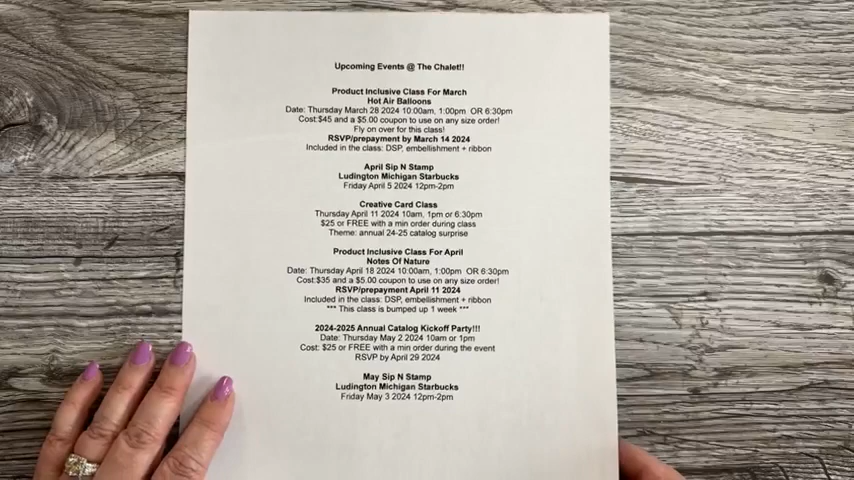 Upcoming Events @ The Chalet!!
Product Inclusive Class For March
Hot Air Balloons
Date: Thursday March 28 2024 10:00am, 1:00pm OR 6:30pm
Cost:$45 and a $5.00 coupon to use on any size order!
Fly on over for this class!
RSVP/prepayment by March 14 2024
Included in the class: DSP, embellishment + ribbon
April Sip N Stamp
Ludington Michigan Starbucks
Friday April 5 2024 12pm-2pm
Creative Card Class
Thursday April 11 2024 10am, 1pm or 6:30pm
$25 or FREE with a min order during class
Theme: annual 24-25 catalog surprise
Product Inclusive Class For April
Notes Of Nature
Date: Thursday April 18 2024 10:00am, 1:00pm OR 6:30pm
Cost:$35 and a $5.00 coupon to use on any size order!
RSVP/prepayment April 11 2024
Included in the class: DSP, embellishment + ribbon
*** This class is bumped up 1 week ***
2024-2025 Annual Catalog Kickoff Party!!!
Date: Thursday May 2 2024 10am or 1pm
Cost: $25 or FREE with a min order during the event
RSVP by April 29 2024
May Sip N Stamp
Ludington Michigan Starbucks
Friday May 3 2024 12pm-2pm